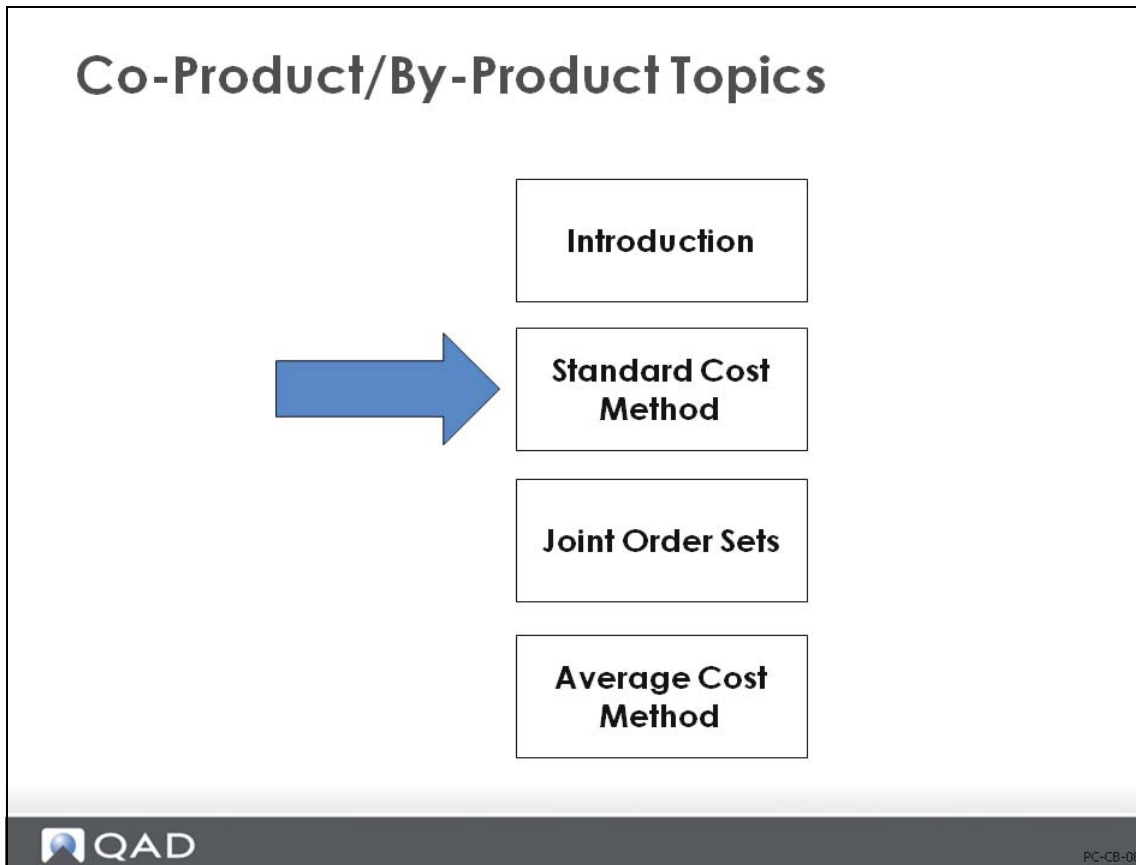 Co-Product/By-Product Topics
Introduction
Standard Cost
Method
Joint Order Sets
Average Cost
Method
QAD